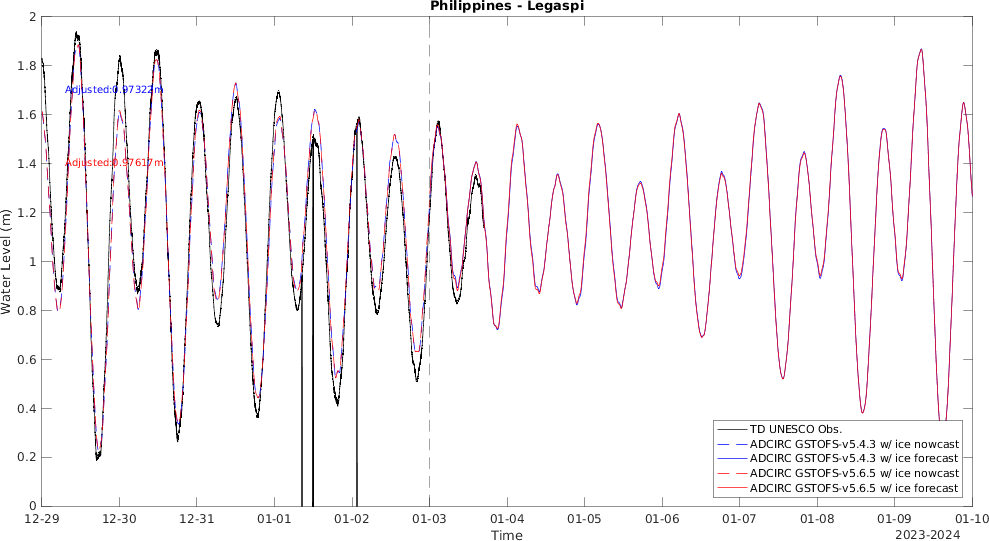 Philippines - Legaspi
2
1.8
1.6
1.4
1.2
1
0.8
0.6
0.4
0.2
0
Water Level (m)
Adjusted:0.97322m
Adjusted:0.97617m
TD UNESCO Obs.
ADCIRC GSTOFS-v5.4.3 w/ ice nowcast
ADCIRC GSTOFS-v5.4.3 w/ ice forecast
ADCIRC GSTOFS-v5.6.5 w/ ice nowcast
ADCIRC GSTOFS-v5.6.5 w/ ice forecast
12-29 12-30 12-31 01-01 01-02 01-03 01-04 01-05 01-06 01-07 01-08 01-09 01-10
Time
2023-2024